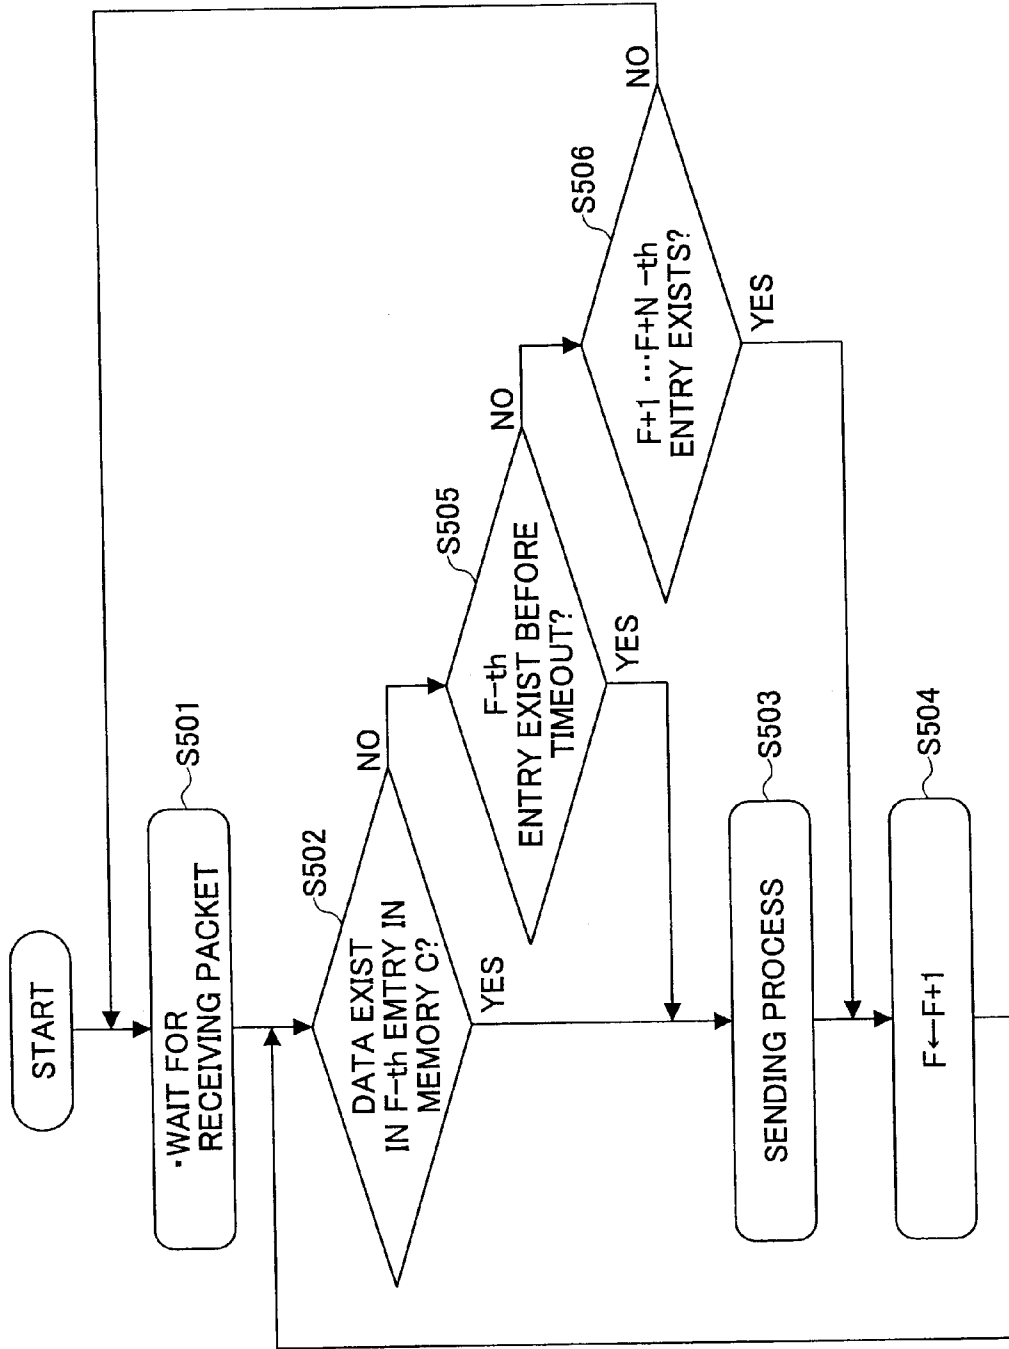 START
·WAIT FOR
RECEIVING PACKET
S501
DATA EXIST
IN F-th EMTRY IN
MEMORY C?
S502
NO
YES
F-th
ENTRY EXIST BEFORE
TIMEOUT?
S505
NO
YES
F+1 ···F+N -th
ENTRY EXISTS?
S506
NO
YES
SENDING PROCESS
S503
F←F+1
S504